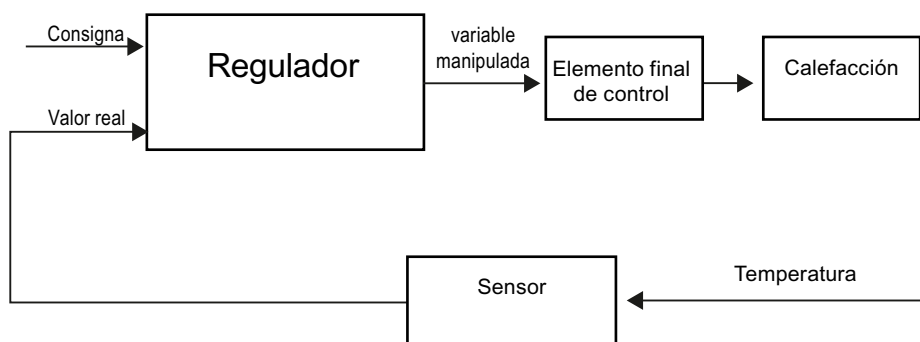 Consigna
Regulador
variable
manipulada
Elemento final
de control
Calefacción
Valor real
Sensor
Temperatura